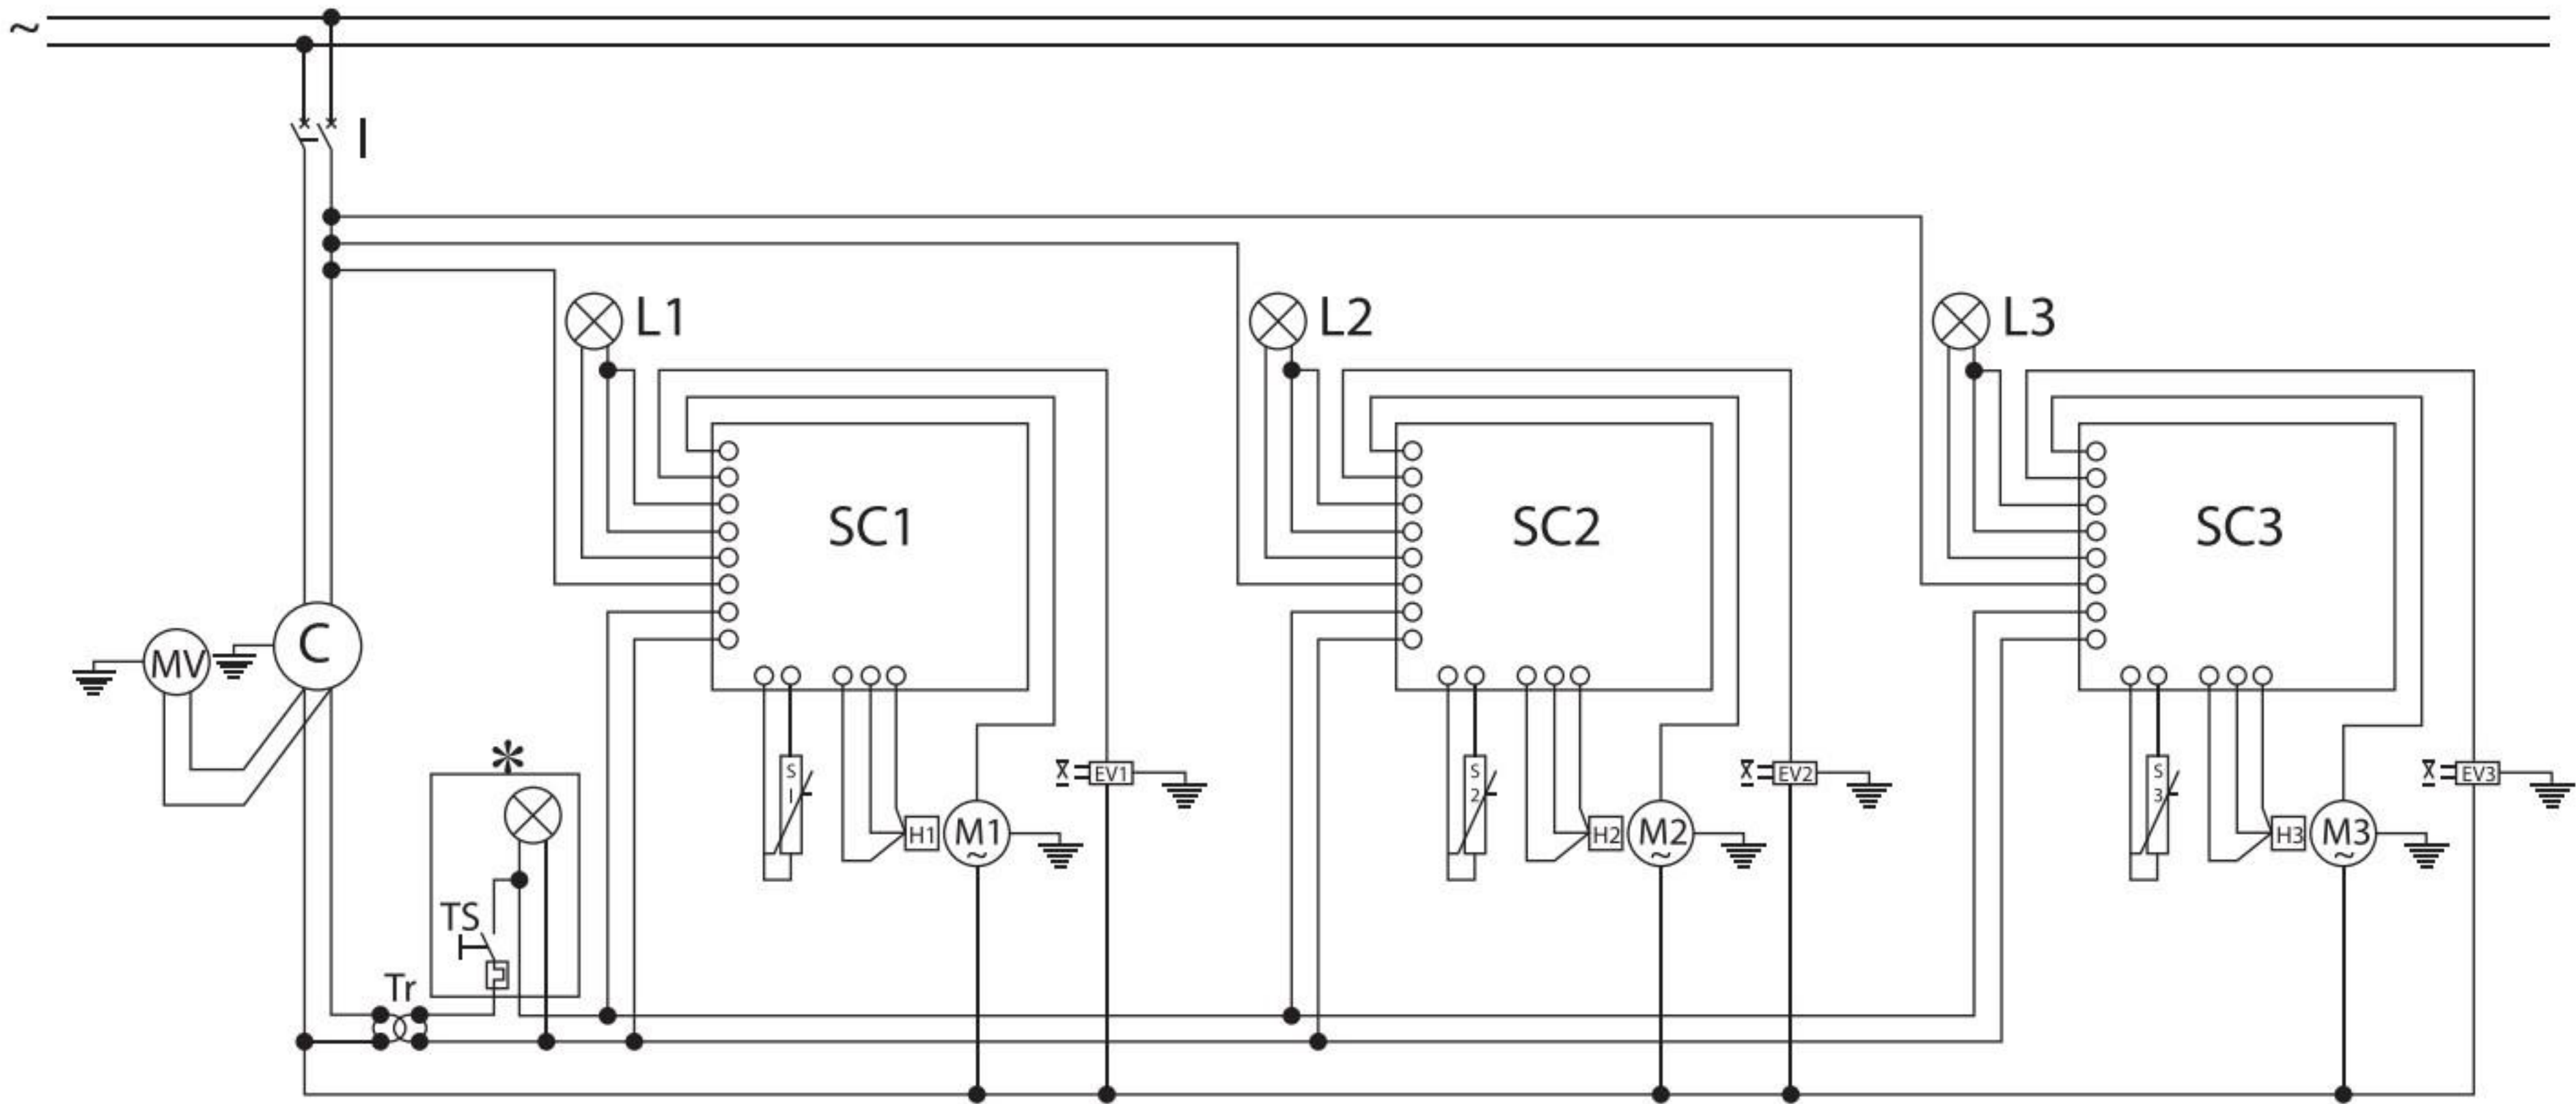 ~
I
L1
L2
L3
SC1
SC2
SC3
C
MV
*
EV1
EV2
EV3
S
1
S
2
S
3
H1
M1
~
H2
M2
~
H3
M3
~
TS
Tr